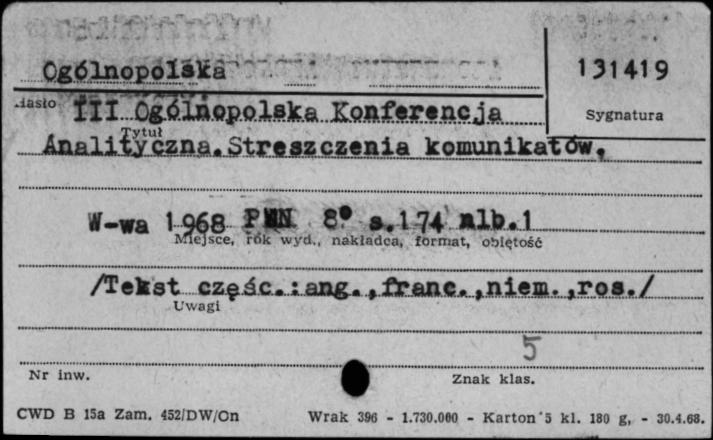 Ogólnopolska
131419
Hasło
Sygnatura
III Ogólnopolska Konferencja
Tytuł
Analityczna.Streszczenia komunikatów.
W-wa 1968 PWN 8° s.174 nlb.1
Miejsce, rok wyd., nakładca, format, objętość
/Tekst częśc.:ang.,franc.,niem.,ros./
Uwagi
5
Nr inw.
Znak klas.
CWD B 15a Zam. 452/DW/On Wrak 396 - 1.730.000 - Karton 5 kl. 180 g, - 30.4.68.